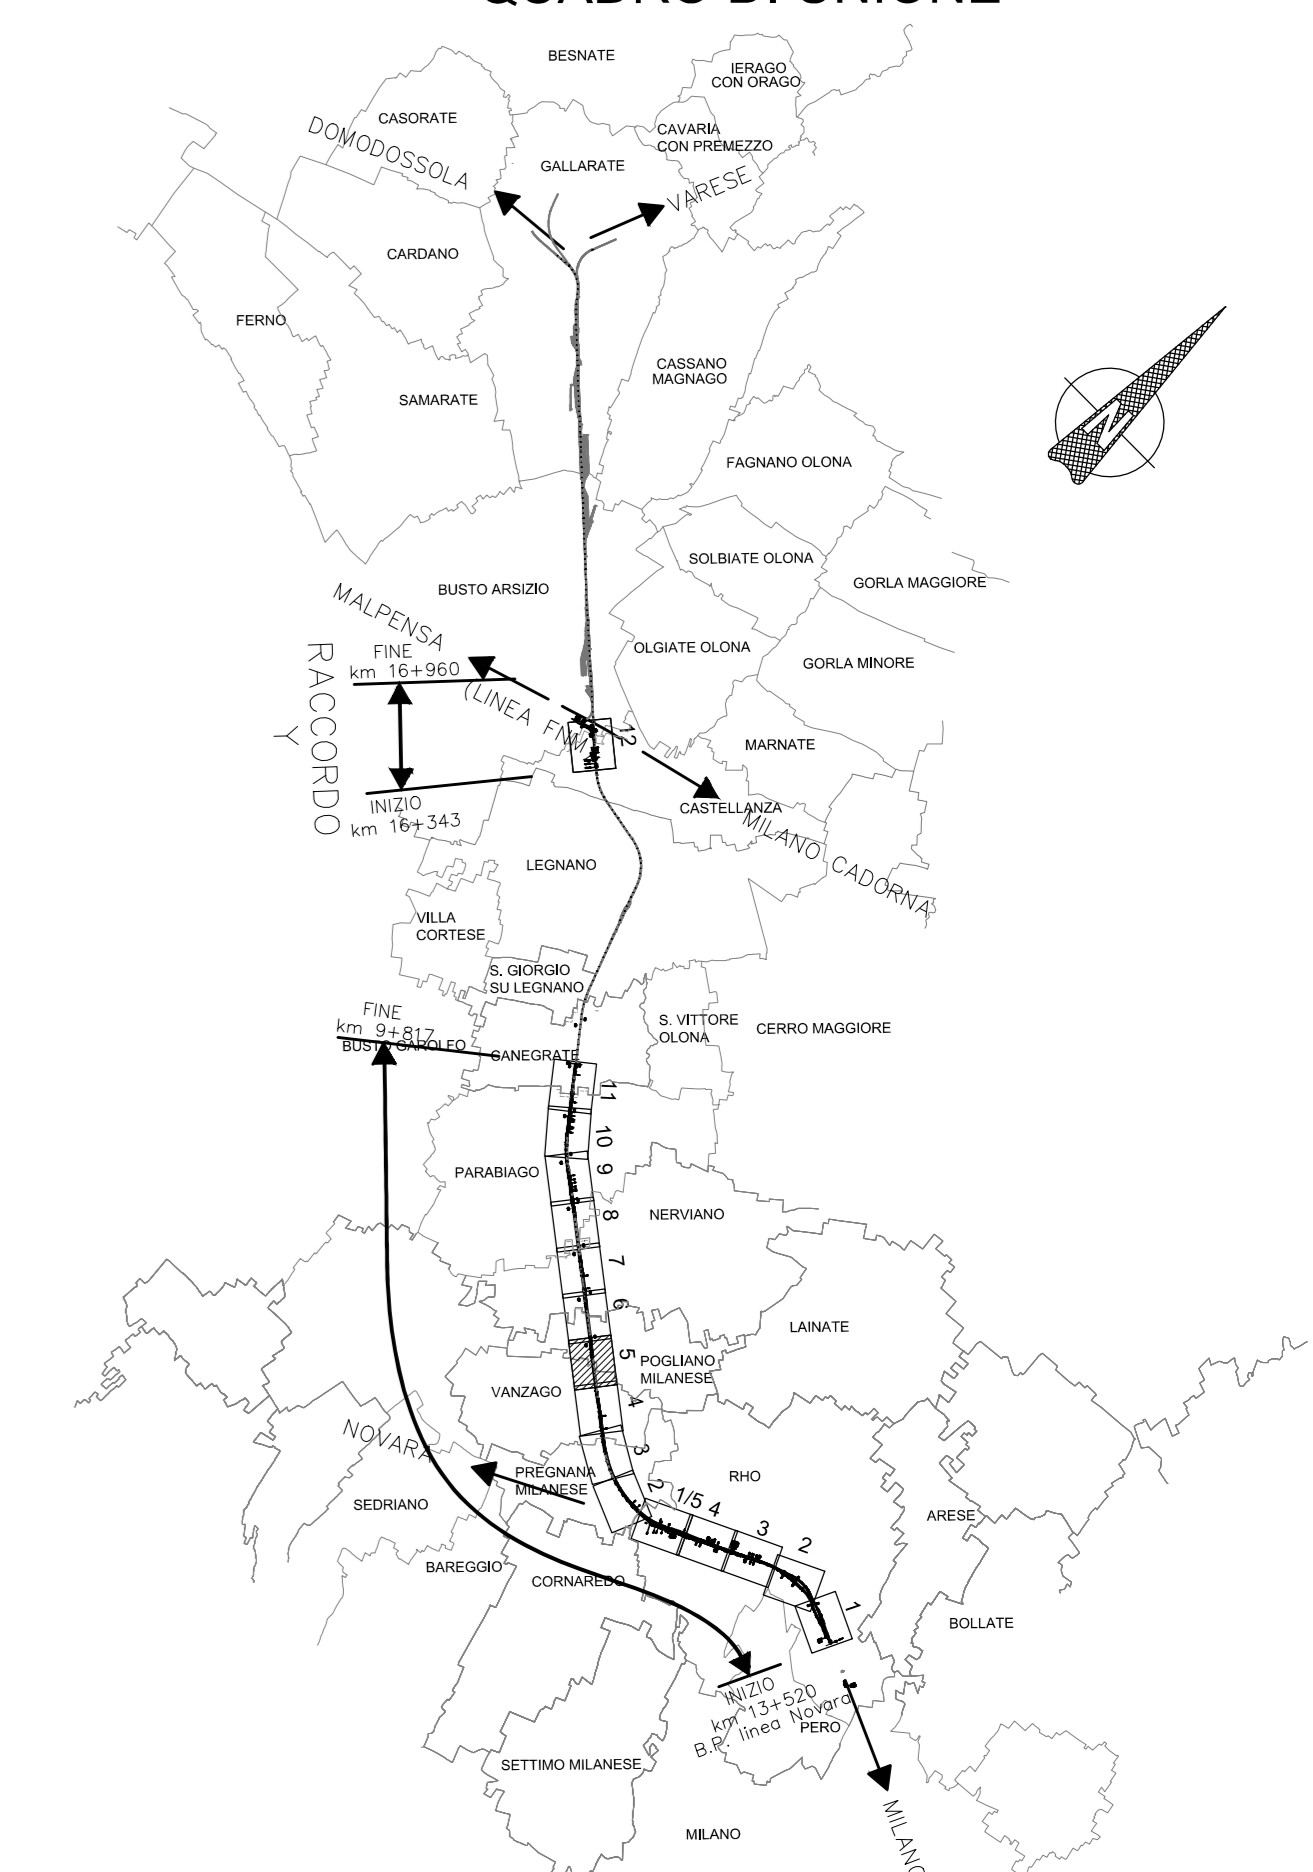 QUADRO DI UNIONE
BESNATE
IERAGO
CON ORAGO
CASORATE
DOMODOSSOLA
CAVARIA
CON PREMEZZO
GALLARATE
VARESE
CARDANO
FERNO
CASSANO
MAGNAGO
SAMARATE
N
FAGNANO OLONA
SOLBIATE OLONA
GORLA MAGGIORE
BUSTO ARSIZIO
MALPENSA
(LINEA FNM
OLGIATE OLONA
GORLA MINORE
RACCORDO
Y
FINE
km 16+960
12
MARNATE
INIZIO
km 16+343
CASTELLANZA
MILANO CADORNA
LEGNANO
VILLA
CORTESE
S. GIORGIO
SU LEGNANO
FINE
km 9+817
BUSTO GAROLFO
CANEGRATE
S. VITTORE
OLONA
CERRO MAGGIORE
11
10
9
PARABIAGO
8
NERVIANO
7
6
LAINATE
5
POGLIANO
MILANESE
VANZAGO
4
NOVARA
3
PREGNANA
MILANESE
RHO
2
1/5
4
3
2
1
SEDRIANO
ARESE
BAREGGIO
CORNAREDO
BOLLATE
INIZIO
km 13+520
B.P. linea Novara
PERO
SETTIMO MILANESE
MILANO
MILANO